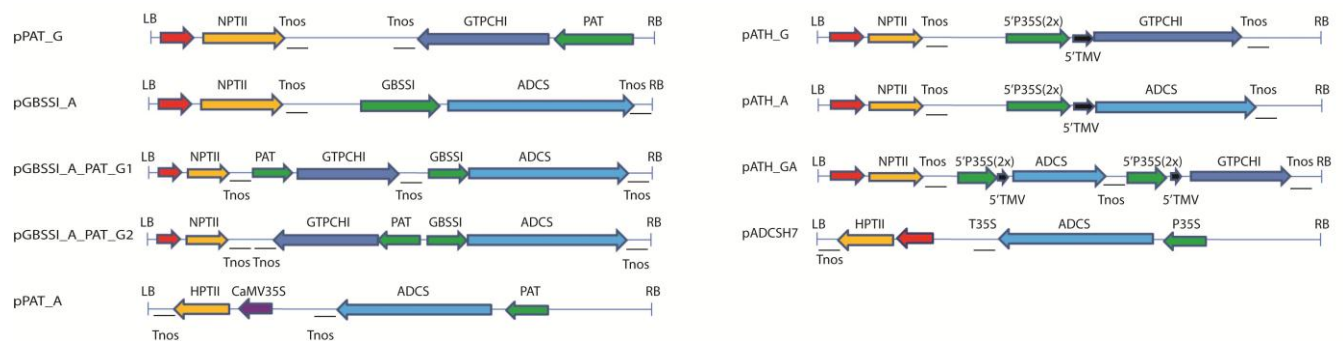 LB NPTII Tnos Tnos GTPCHI PAT RB
pPAT_G
LB NPTII Tnos GBSSI ADCS Tnos RB
pGBSSI_A
LB NPTII PAT GTPCHI GBSSI ADCS RB
pGBSSI_A_PAT_G1
Tnos Tnos Tnos
LB NPTII GTPCHI PAT GBSSI ADCS RB
pGBSSI_A_PAT_G2
Tnos Tnos Tnos
LB HPTII CaMV35S ADCS PAT RB
pPAT_A
Tnos Tnos
LB NPTII Tnos 5'P35S(2x) GTPCHI Tnos RB
pATH_G
5'TMV
LB NPTII Tnos 5'P35S(2x) ADCS Tnos RB
pATH_A
5'TMV
LB NPTII Tnos 5'P35S(2x) ADCS 5'P35S(2x) GTPCHI Tnos RB
pATH_GA
5'TMV Tnos 5'TMV
LB HPTII T35S ADCS P35S RB
pADCSH7
Tnos